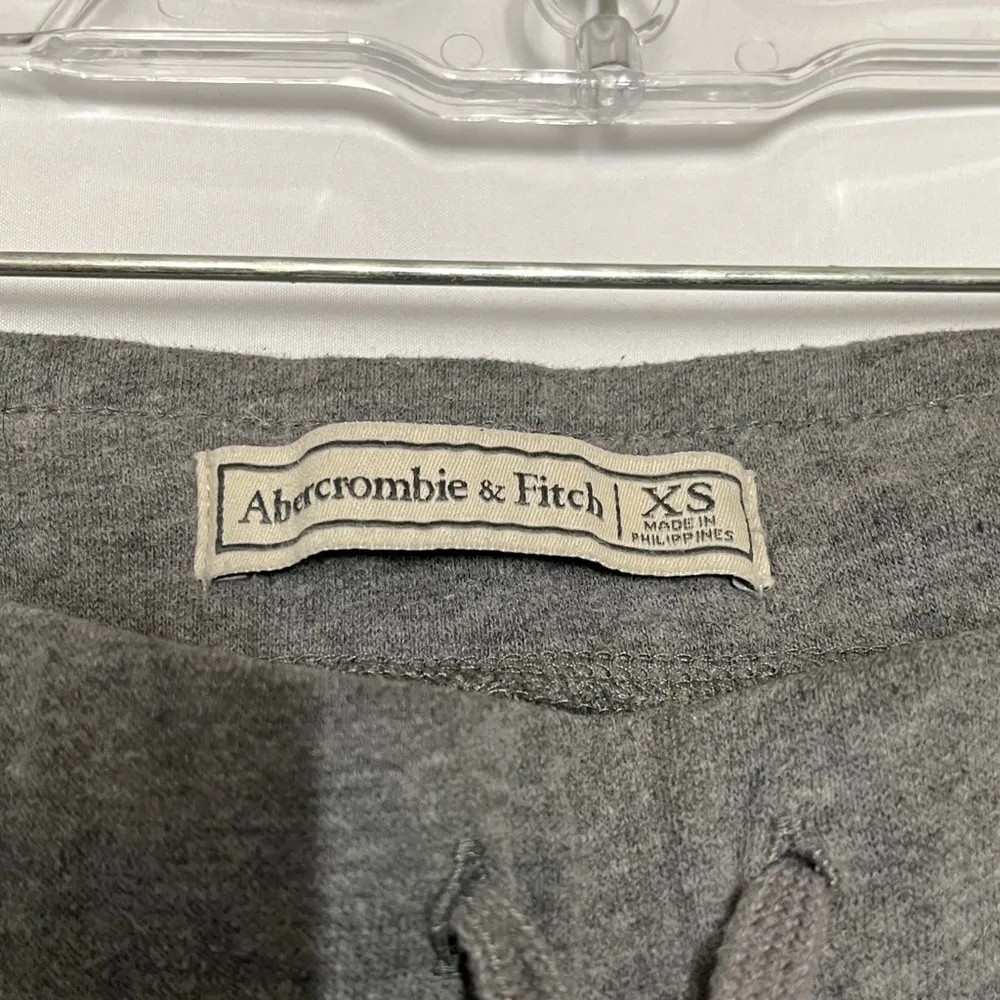 Abercrombie & Fitch | XS
MADE IN
PHILIPPINES